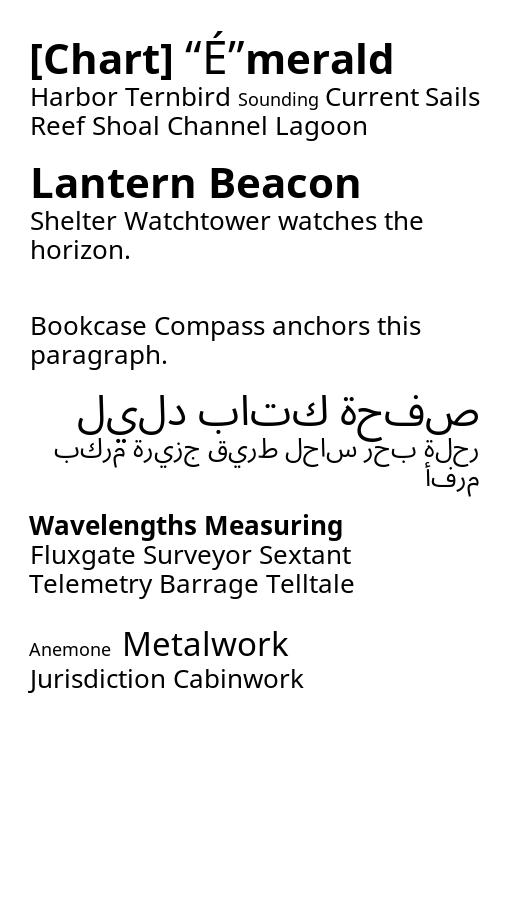 [Chart] “É”merald
Harbor Ternbird Sounding Current Sails
Reef Shoal Channel Lagoon
Lantern Beacon
Shelter Watchtower watches the
horizon.
Bookcase Compass anchors this
paragraph.
صفحة كتاب دليل
رحلة بحر ساحل طريق جزيرة مركب
مرفأ
Wavelengths Measuring
Fluxgate Surveyor Sextant
Telemetry Barrage Telltale
Anemone Metalwork
Jurisdiction Cabinwork